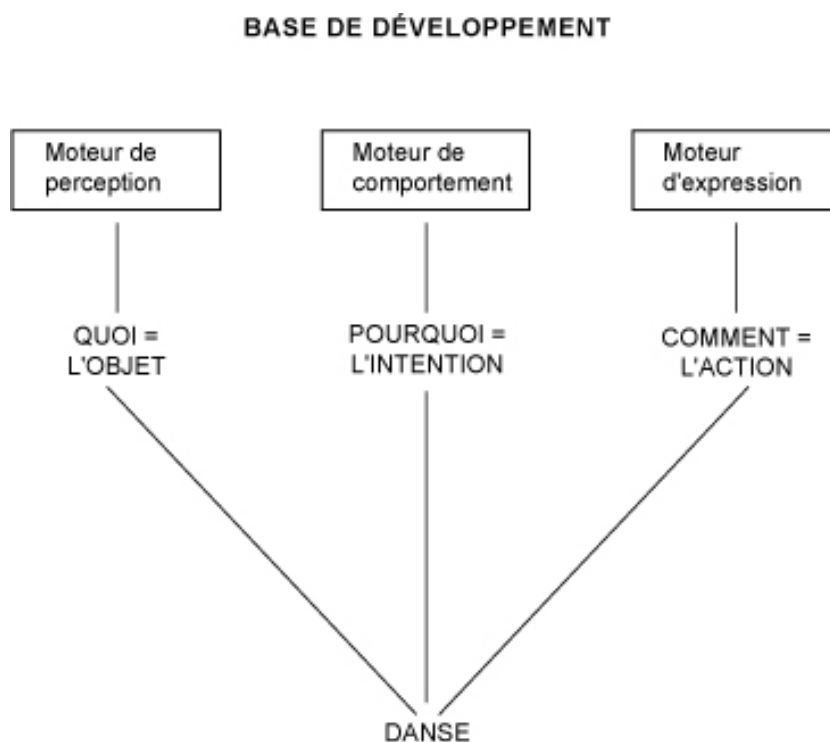 BASE DE DÉVELOPPEMENT
Moteur de
perception
Moteur de
comportement
Moteur
d'expression
QUOI =
L'OBJET
POURQUOI =
L'INTENTION
COMMENT =
L'ACTION
DANSE